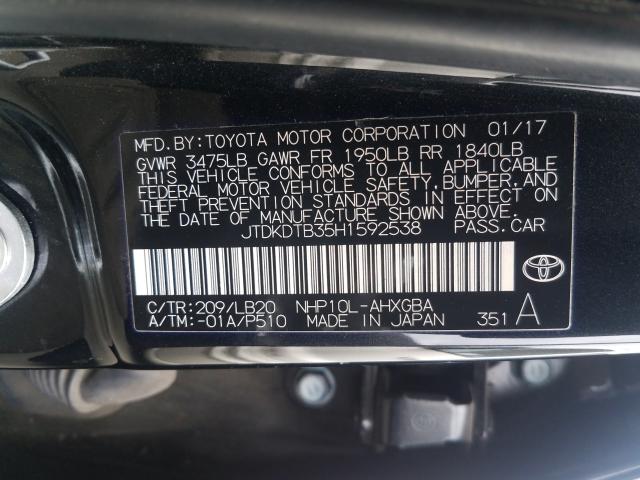 MFD. BY: TOYOTA MOTOR CORPORATION 01/17
GVWR 3475LB GAWR FR 1950LB RR 1840LB
THIS VEHICLE CONFORMS TO ALL APPLICABLE
FEDERAL MOTOR VEHICLE SAFETY, BUMPER, AND
THEFT PREVENTION STANDARDS IN EFFECT ON
THE DATE OF MANUFACTURE SHOWN ABOVE.
JTDKDTB35H1592538 PASS. CAR
C/TR: 209/LB20 NHP10L-AHXGBA
A/TM: -01A/P510 MADE IN JAPAN 351 A